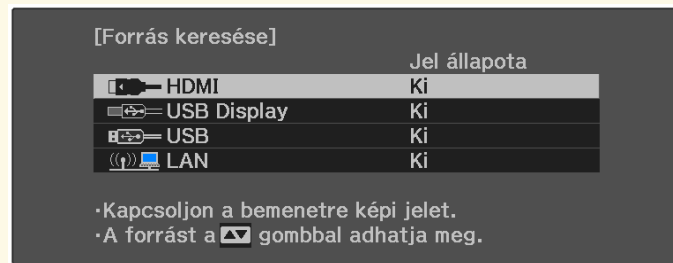 [Forrás keresése]
Jel állapota
HDMI Ki
USB Display Ki
USB Ki
LAN Ki
·Kapcsoljon a bemenetre képi jelet.
·A forrást a gombbal adhatja meg.